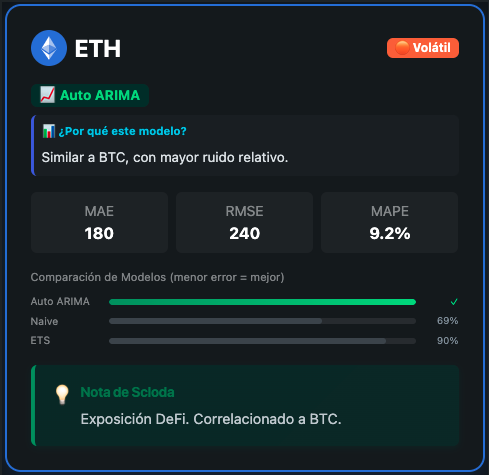 ETH
Volátil
Auto ARIMA
¿Por qué este modelo?
Similar a BTC, con mayor ruido relativo.
MAE
180
RMSE
240
MAPE
9.2%
Comparación de Modelos (menor error = mejor)
Auto ARIMA ✓
Naive 69%
ETS 90%
Nota de Scloda
Exposición DeFi. Correlacionado a BTC.